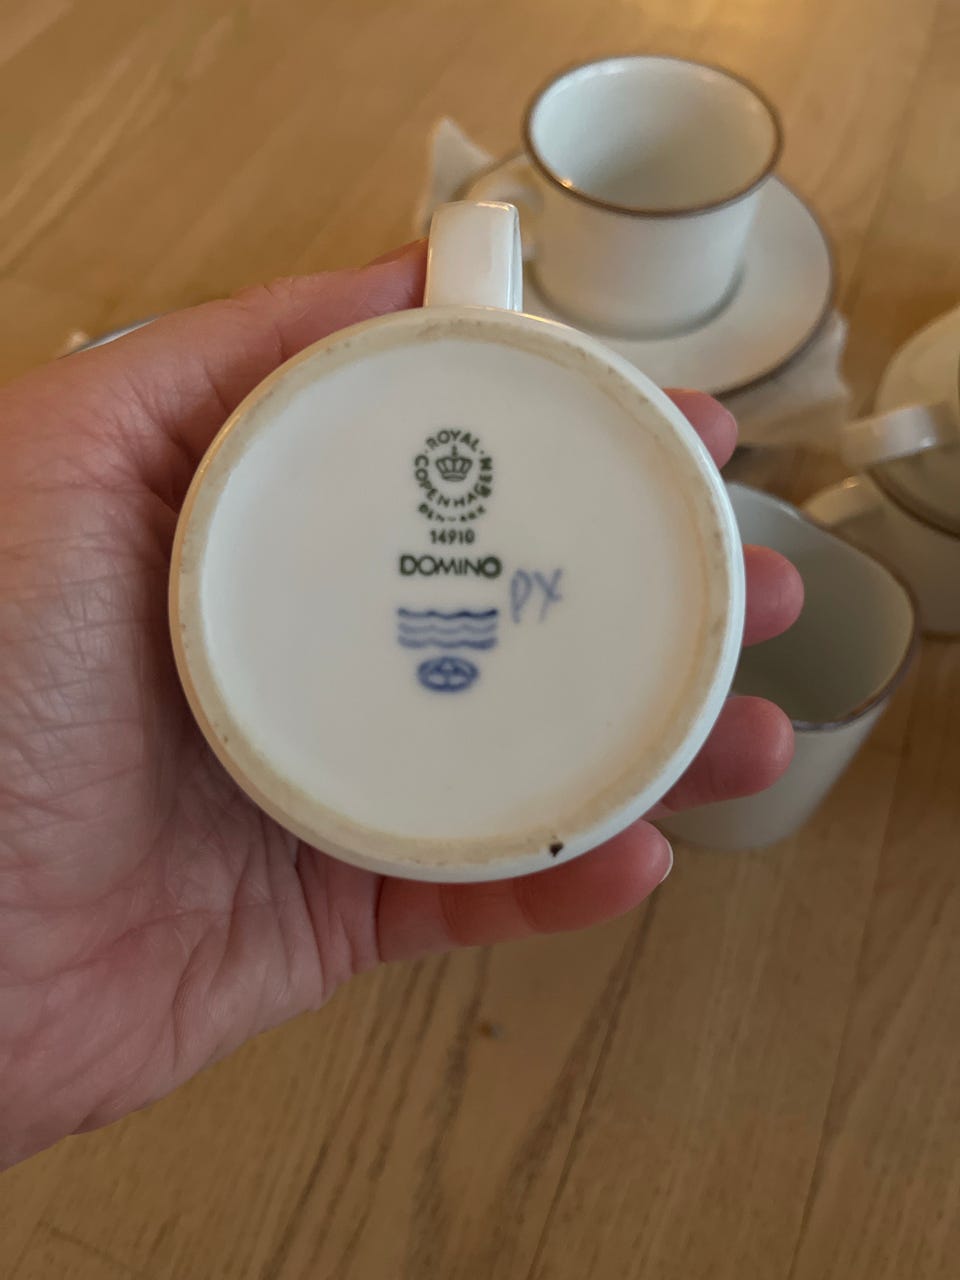 ROYAL COPENHAGEN
DENMARK
14910
DOMINO
PX